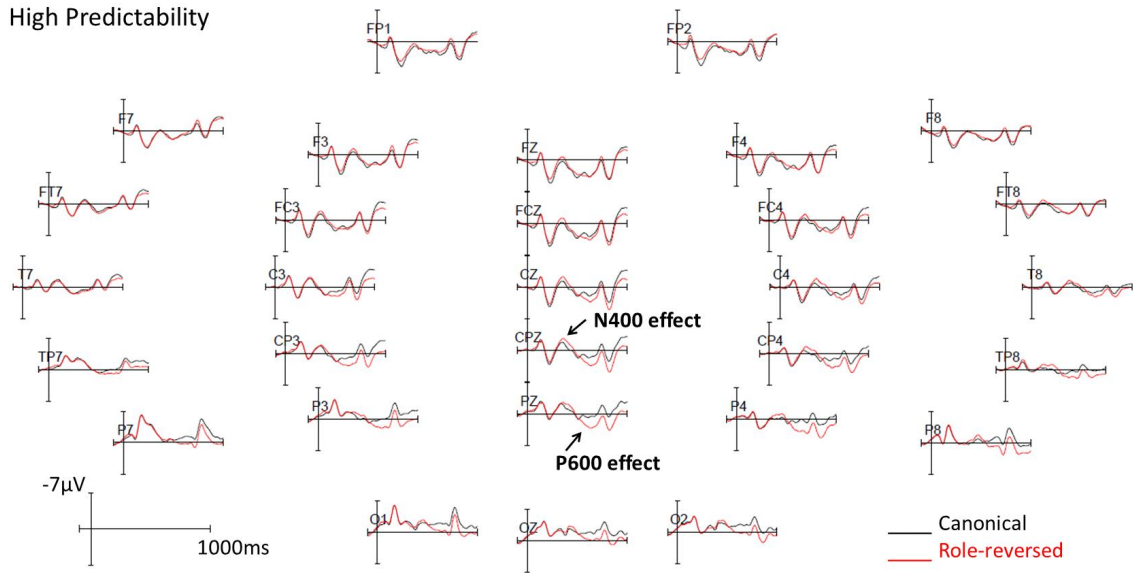 High Predictability
FP1
FP2
F7
F3
FZ
F4
F8
FT7
FC3
FCZ
FC4
FT8
T7
C3
CZ
C4
T8
N400 effect
TP7
CP3
CPZ
CP4
TP8
P7
P3
PZ
P4
P8
P600 effect
-7μV
1000ms
O1
OZ
O2
Canonical
Role-reversed